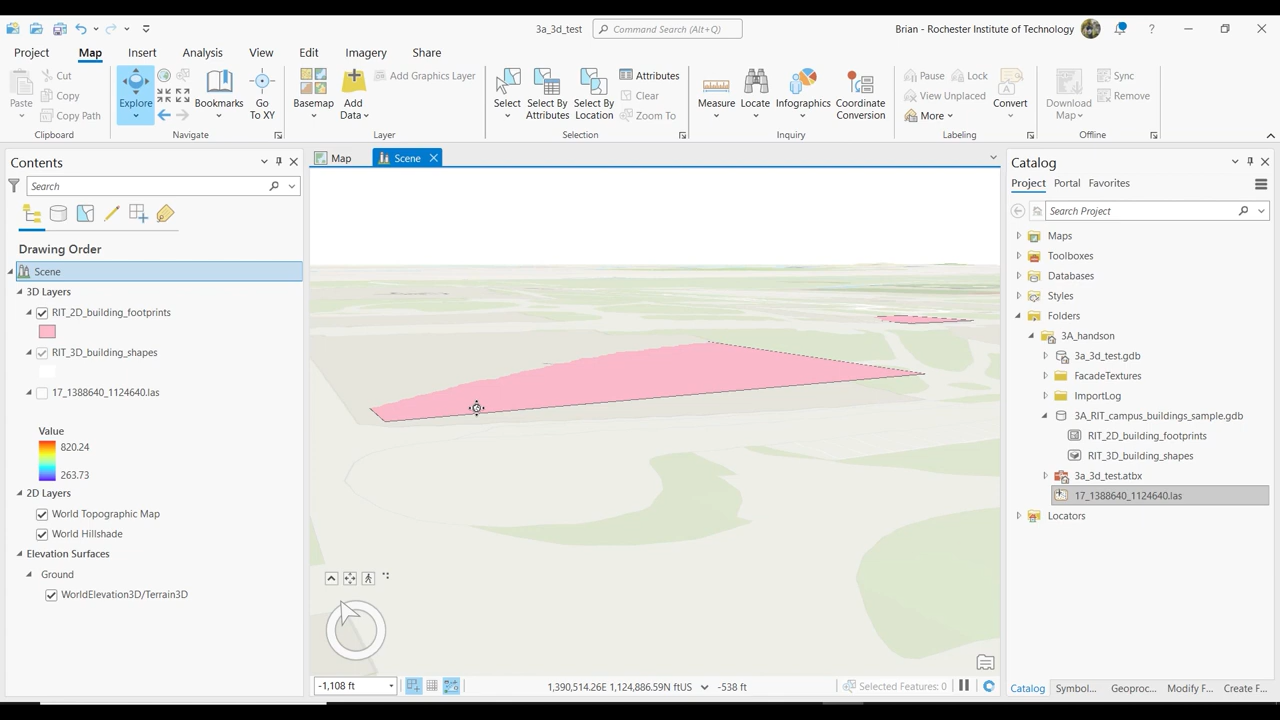 3a_3d_test
Command Search (Alt+Q)
Brian - Rochester Institute of Technology
?
Project
Map
Insert
Analysis
View
Edit
Imagery
Share
Paste
Cut
Copy
Copy Path
Clipboard
Explore
Bookmarks
Go
To XY
Navigate
Basemap
Add
Data
Add Graphics Layer
Layer
Select
Select By
Attributes
Select By
Location
Attributes
Clear
Zoom To
Selection
Measure
Locate
Infographics
Coordinate
Conversion
Inquiry
Pause
Lock
View Unplaced
More
Convert
Labeling
Download
Map
Sync
Remove
Offline
Contents
Search
Drawing Order
Scene
3D Layers
RIT_2D_building_footprints
RIT_3D_building_shapes
17_1388640_1124640.las
Value
820.24
263.73
2D Layers
World Topographic Map
World Hillshade
Elevation Surfaces
Ground
WorldElevation3D/Terrain3D
Map
Scene
-1,108 ft
1,390,514.26E 1,124,886.59N ftUS
-538 ft
Selected Features: 0
Catalog
Project
Portal
Favorites
Search Project
Maps
Toolboxes
Databases
Styles
Folders
3A_handson
3a_3d_test.gdb
FacadeTextures
ImportLog
3A_RIT_campus_buildings_sample.gdb
RIT_2D_building_footprints
RIT_3D_building_shapes
3a_3d_test.atbx
17_1388640_1124640.las
Locators
Catalog
Symbol...
Geoproc...
Modify F...
Create F...